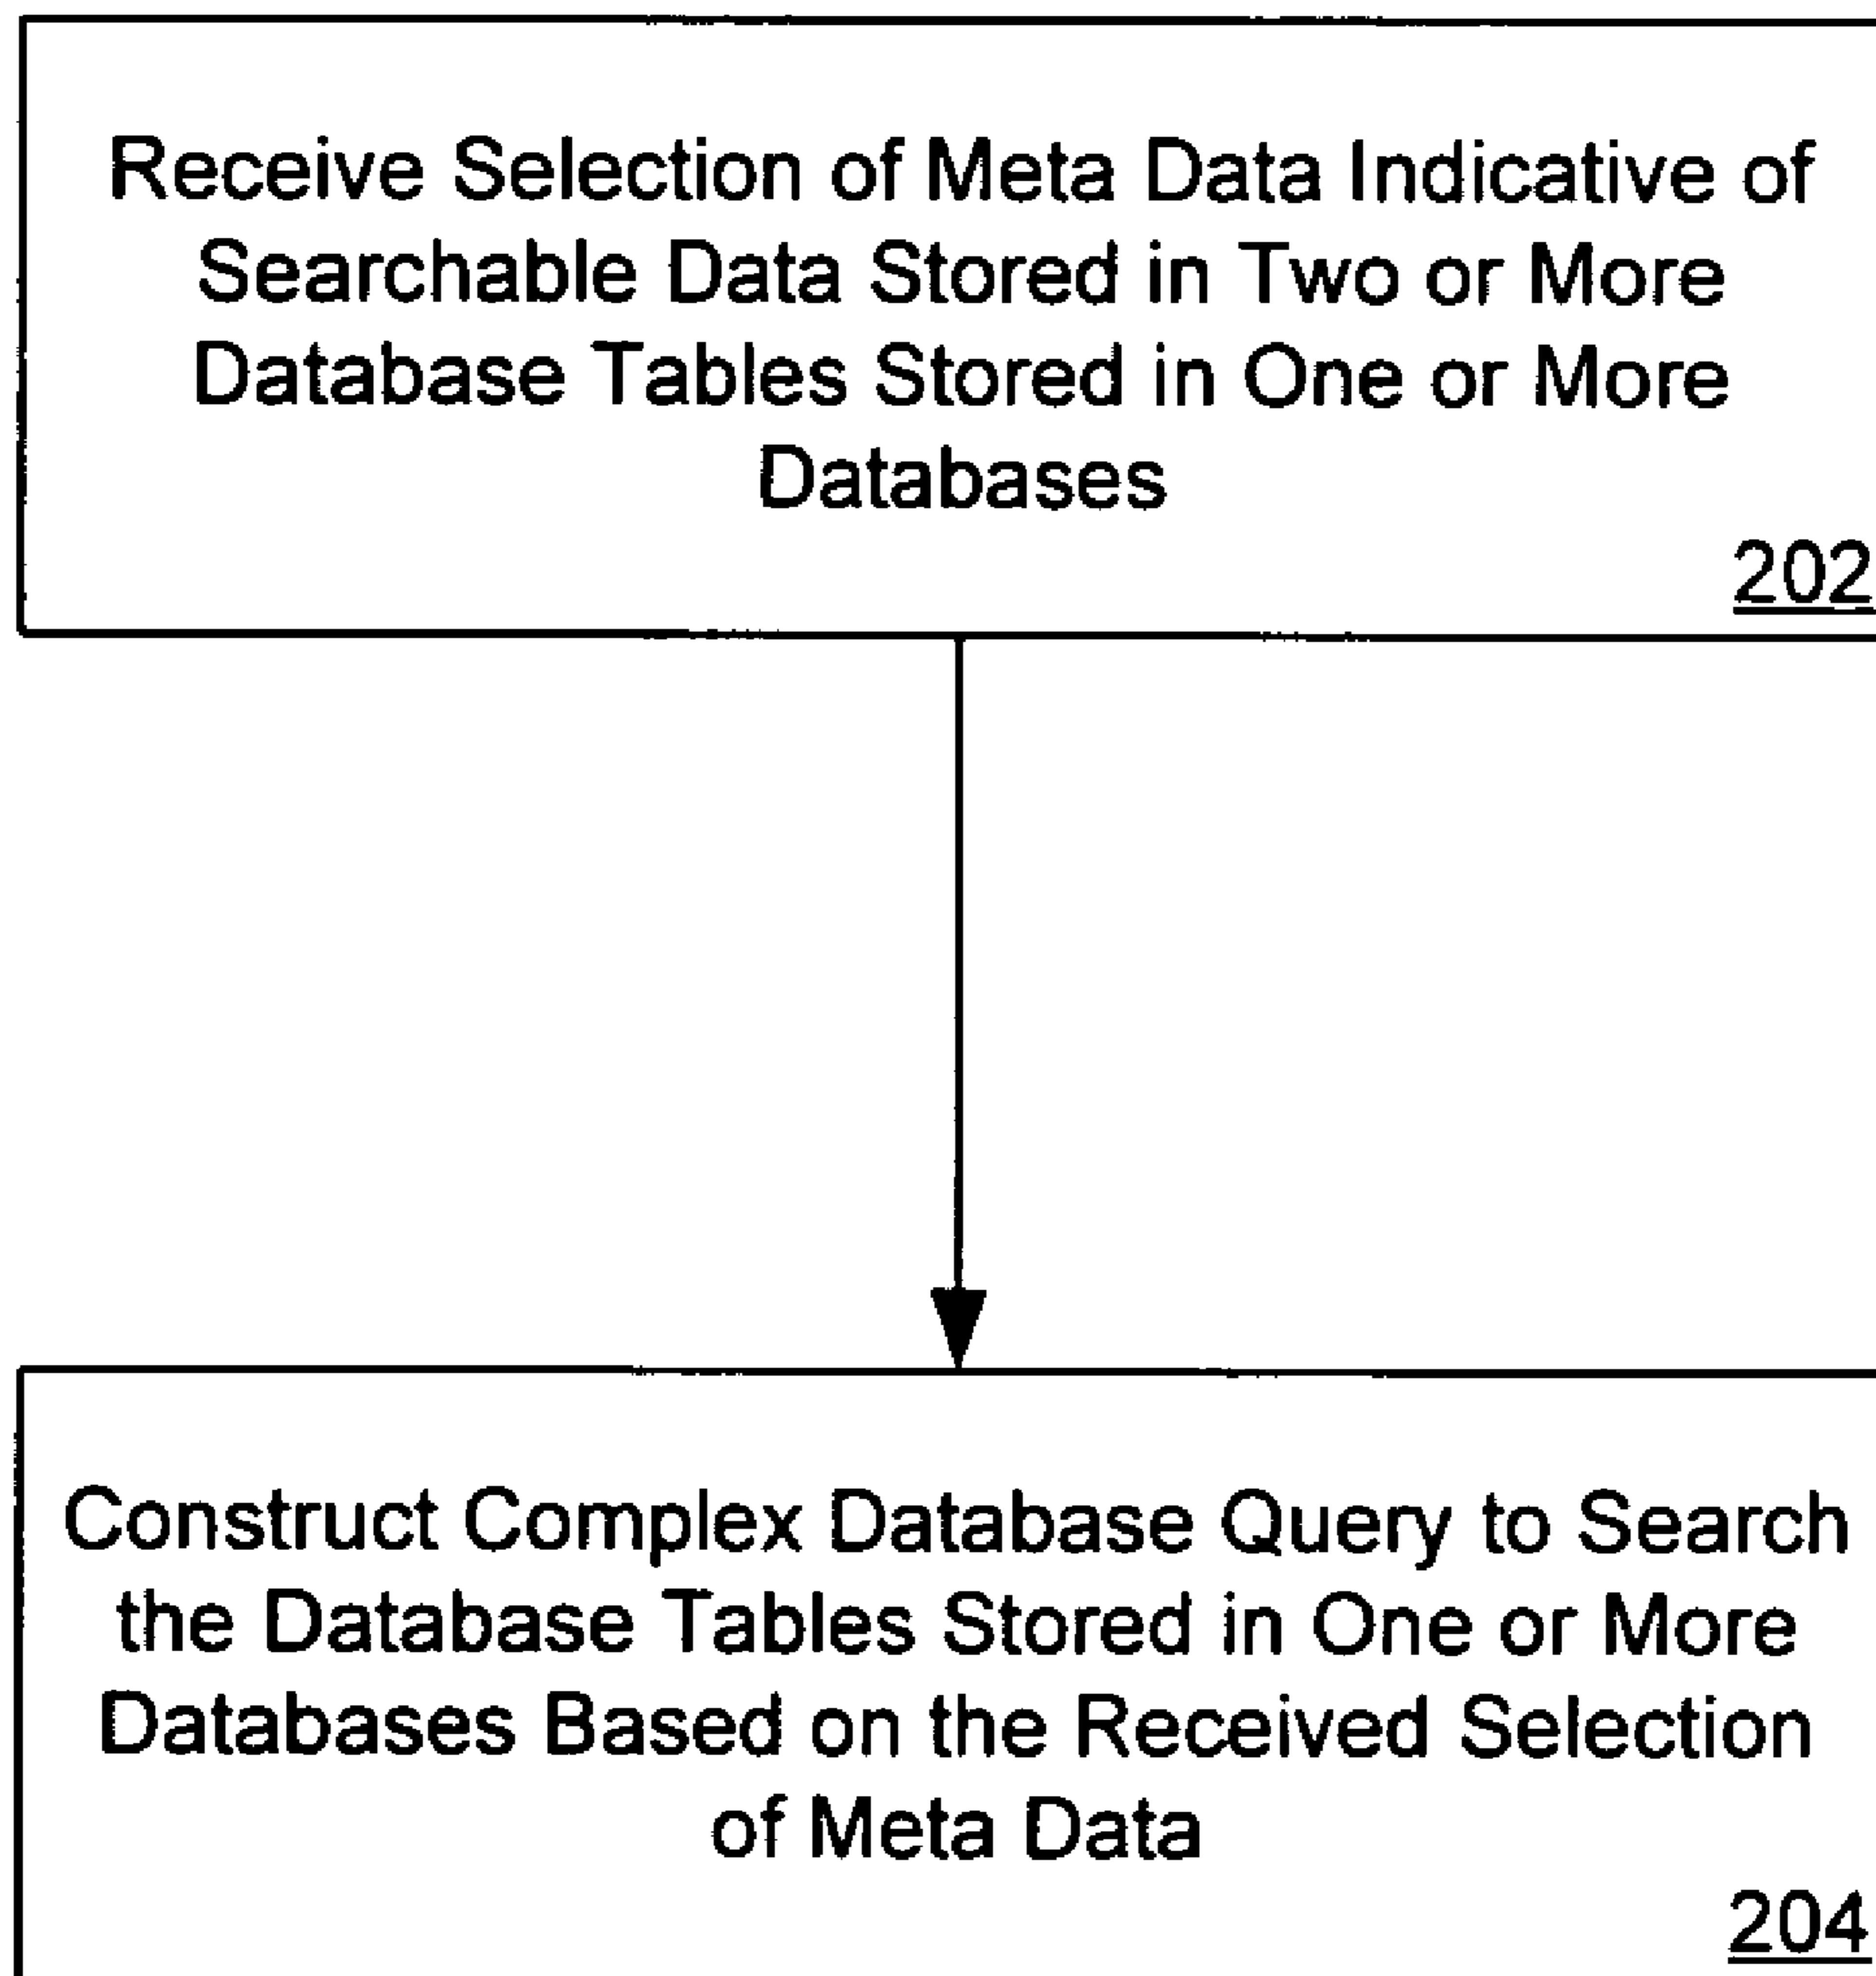 Receive Selection of Meta Data Indicative of
Searchable Data Stored in Two or More
Database Tables Stored in One or More
Databases
202
Construct Complex Database Query to Search
the Database Tables Stored in One or More
Databases Based on the Received Selection
of Meta Data
204